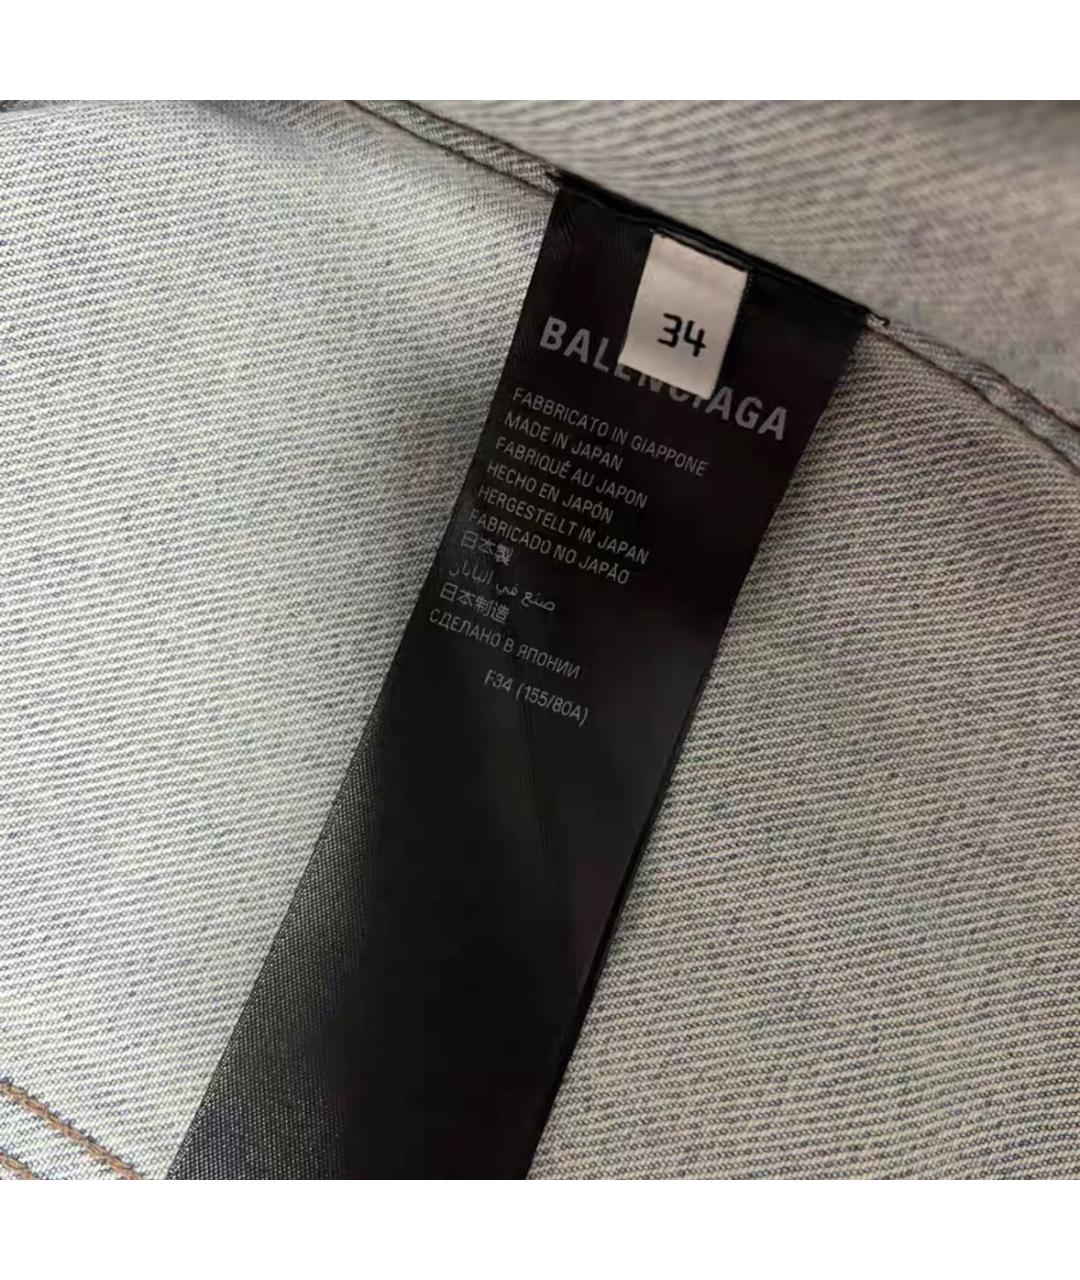 34
BALENCIAGA
FABBRICATO IN GIAPPONE
MADE IN JAPAN
FABRIQUÉ AU JAPON
HECHO EN JAPÓN
HERGESTELLT IN JAPAN
FABRICADO NO JAPÃO
日本製
صنع في اليابان
日本制造
СДЕЛАНО В ЯПОНИИ
F34 (155/80A)